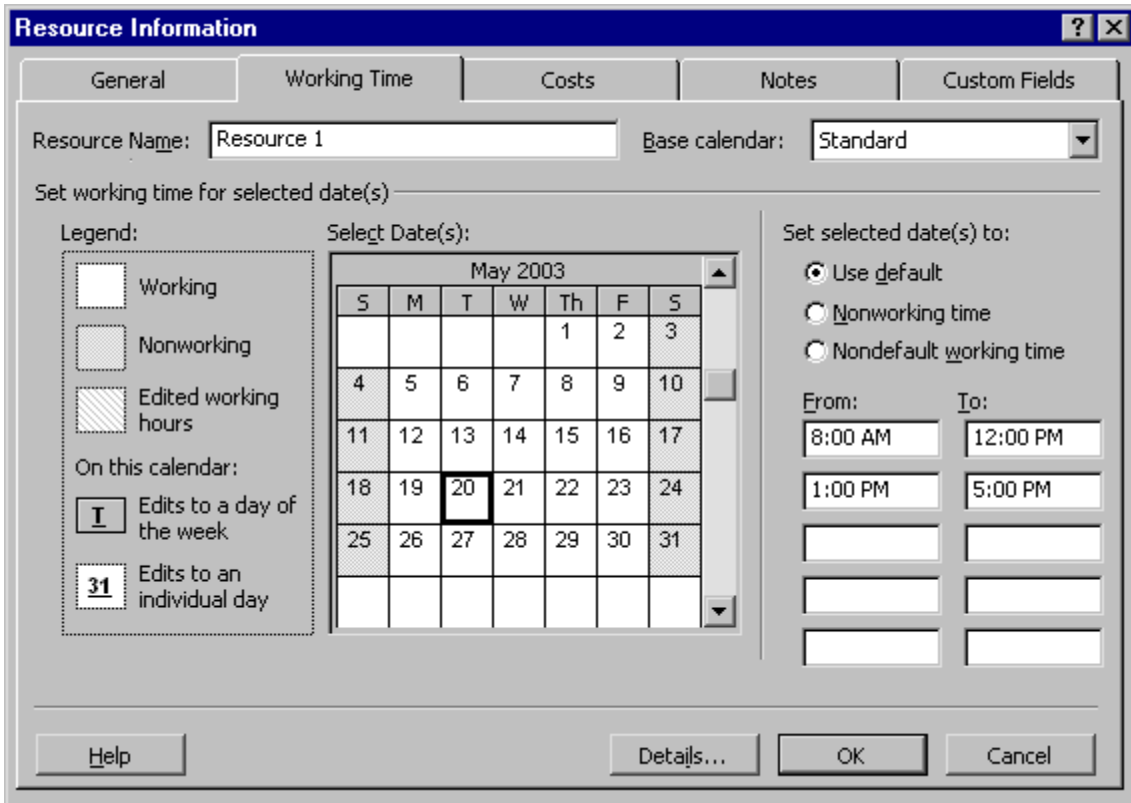 Resource Information
General Working Time Costs Notes Custom Fields
Resource Name: Resource 1 Base calendar: Standard
Set working time for selected date(s)
Legend:
Working
Nonworking
Edited working
hours
On this calendar:
T Edits to a day of
the week
31 Edits to an
individual day
Select Date(s):
May 2003
S M T W Th F S
1 2 3
4 5 6 7 8 9 10
11 12 13 14 15 16 17
18 19 20 21 22 23 24
25 26 27 28 29 30 31
Set selected date(s) to:
Use default
Nonworking time
Nondefault working time
From: To:
8:00 AM 12:00 PM
1:00 PM 5:00 PM
Help Details... OK Cancel